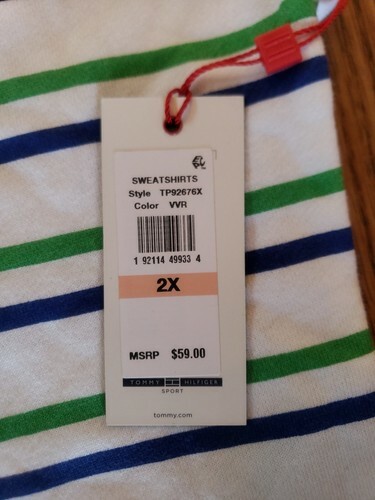 SWEATSHIRTS
Style TP92676X
Color VVR
1 92114 49933 4
2X
MSRP $59.00
TOMMY HILFIGER
SPORT
tommy.com